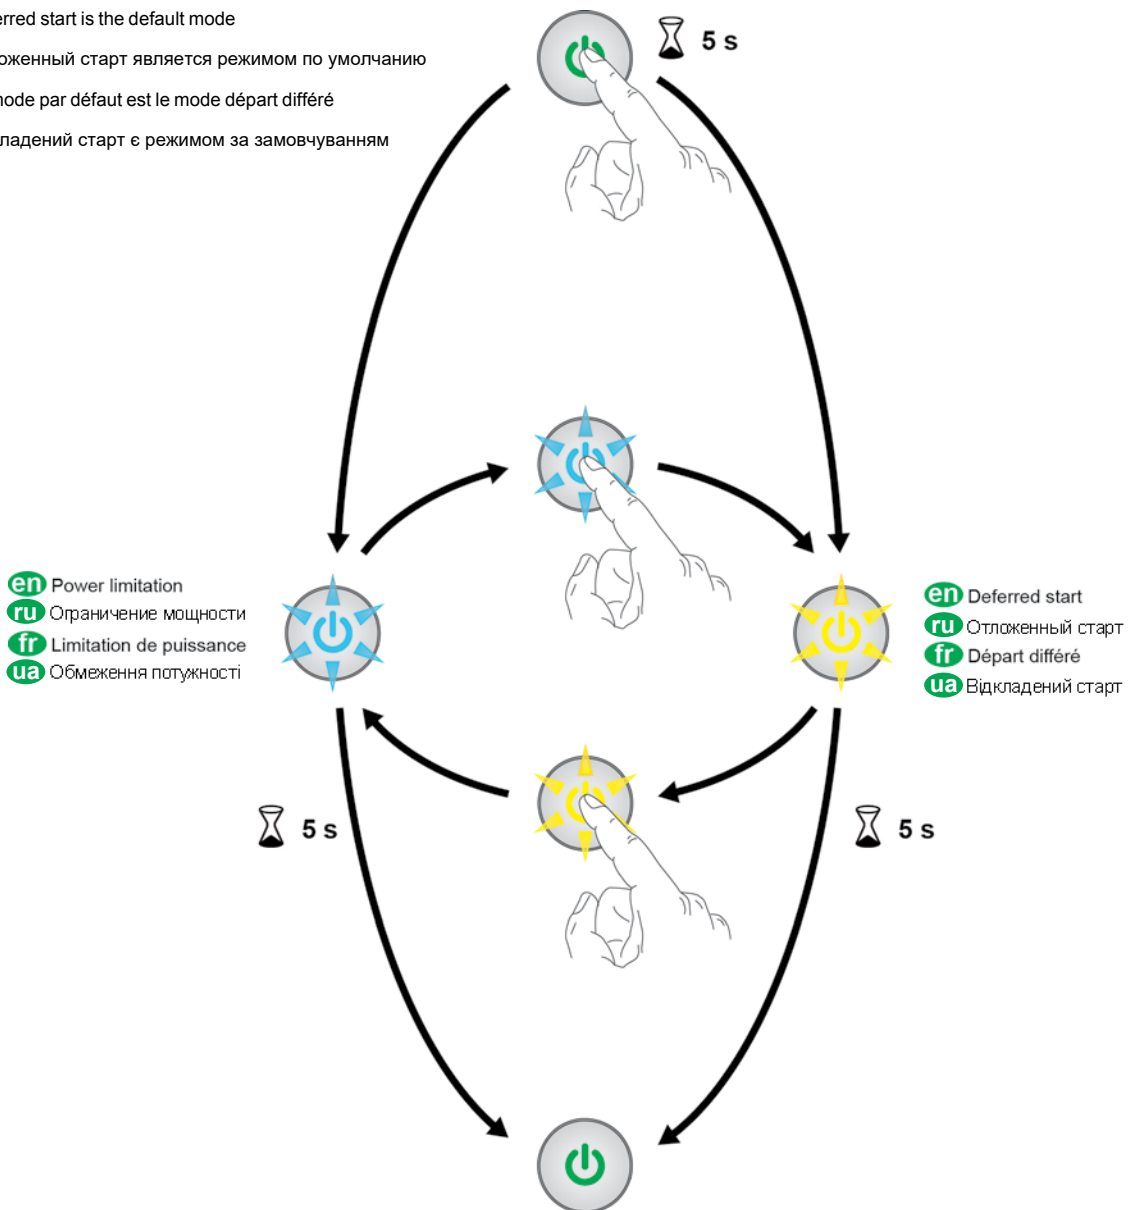 erred start is the default mode
оженный старт является режимом по умолчанию
mode par défaut est le mode départ différé
кладений старт є режимом за замовчуванням
5 s
en Power limitation
ru Ограничение мощности
fr Limitation de puissance
ua Обмеження потужності
en Deferred start
ru Отложенный старт
fr Départ différé
ua Відкладений старт
5 s
5 s